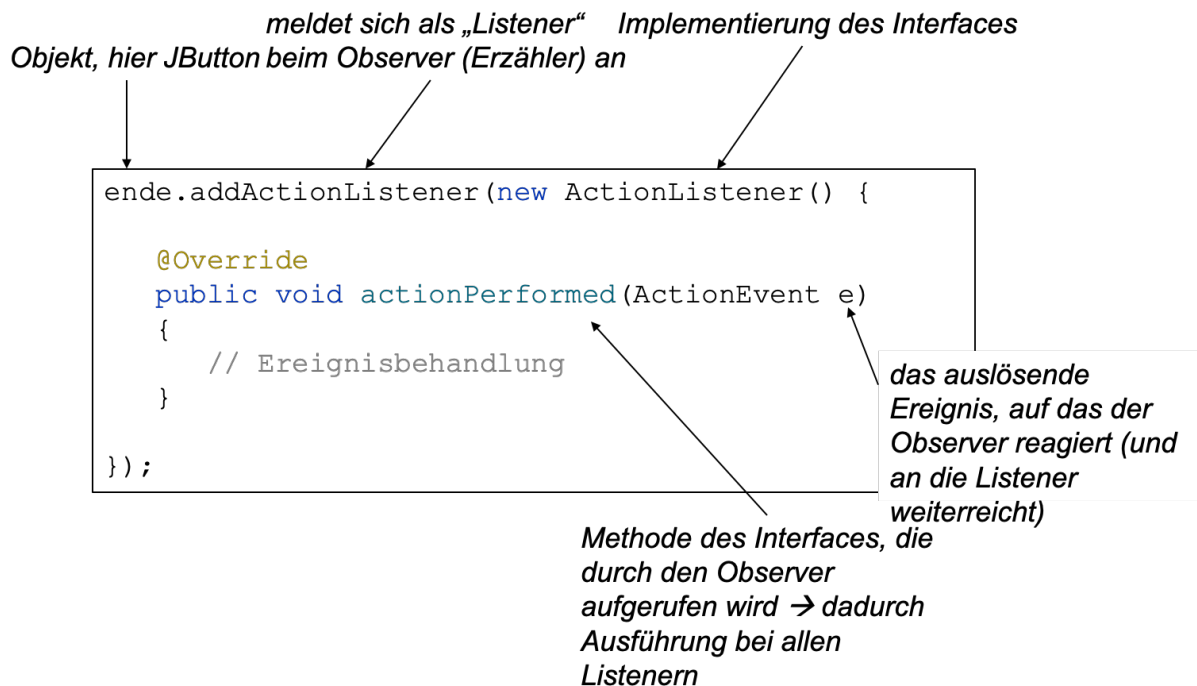 meldet sich als „Listener“ Implementierung des Interfaces
Objekt, hier JButton beim Observer (Erzähler) an
ende.addActionListener(new ActionListener() {
@Override
public void actionPerformed(ActionEvent e)
{
// Ereignisbehandlung
}
});
das auslösende
Ereignis, auf das der
Observer reagiert (und
an die Listener
weiterreicht)
Methode des Interfaces, die
durch den Observer
aufgerufen wird → dadurch
Ausführung bei allen
Listenern